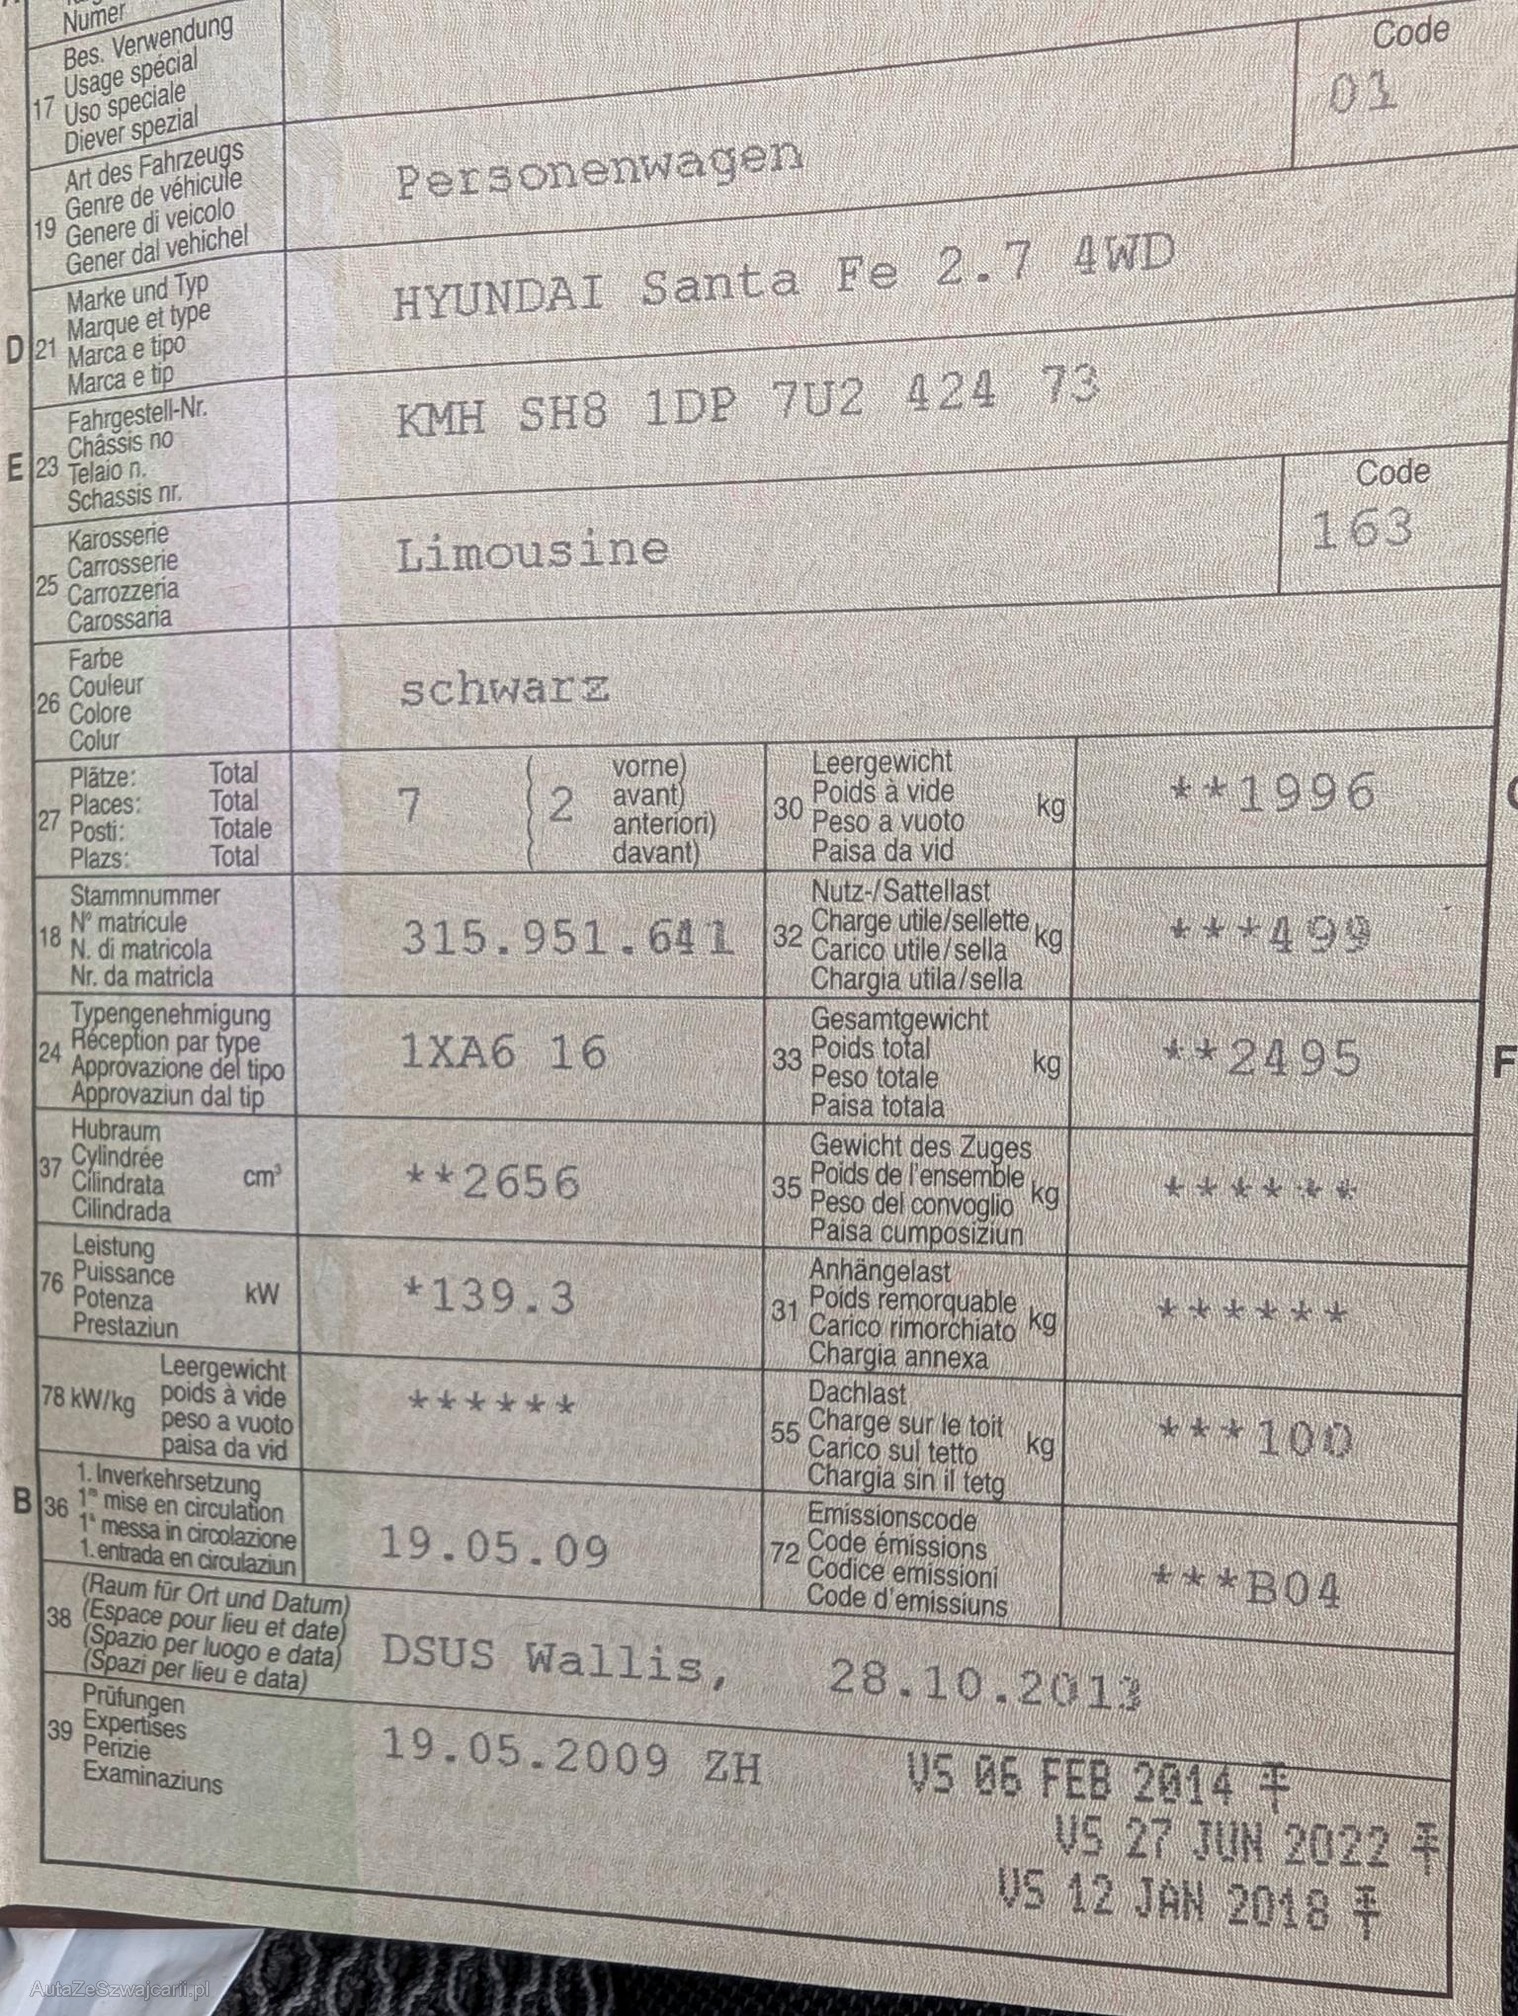 Numer
17
Bes. Verwendung
Usage spécial
Uso speciale
Diever spezial
19
Art des Fahrzeugs
Genre de véhicule
Genere di veicolo
Gener dal vehichel
Personenwagen
Code
01
D 21
Marke und Typ
Marque et type
Marca e tipo
Marca e tip
HYUNDAI Santa Fe 2.7 4WD
E 23
Fahrgestell-Nr.
Châssis no
Telaio n.
Schassis nr.
KMH SH8 1DP 7U2 424 73
25
Karosserie
Carrosserie
Carrozzeria
Carossaria
Limousine
Code
163
26
Farbe
Couleur
Colore
Colur
schwarz
27
Plätze: Total
Places: Total
Posti: Totale
Plazs: Total
7 { 2
vorne)
avant)
anteriori)
davant)
30
Leergewicht
Poids à vide
Peso a vuoto
Paisa da vid
kg
**1996
18
Stammnummer
N° matricule
N. di matricola
Nr. da matricla
315.951.641
32
Nutz-/Sattellast
Charge utile/sellette
Carico utile/sella
Chargia utila/sella
kg
***499
24
Typengenehmigung
Réception par type
Approvazione del tipo
Approvaziun dal tip
1XA6 16
33
Gesamtgewicht
Poids total
Peso totale
Paisa totala
kg
**2495
F
37
Hubraum
Cylindrée
Cilindrata
Cilindrada
cm³
**2656
35
Gewicht des Zuges
Poids de l'ensemble
Peso del convoglio
Paisa cumposiziun
kg
******
76
Leistung
Puissance
Potenza
Prestaziun
kW
*139.3
31
Anhängelast
Poids remorquable
Carico rimorchiato
Chargia annexa
kg
******
78 kW/kg
Leergewicht
poids à vide
peso a vuoto
paisa da vid
******
55
Dachlast
Charge sur le toit
Carico sul tetto
Chargia sin il tetg
kg
***100
B 36
1. Inverkehrsetzung
1re mise en circulation
1a messa in circolazione
1. entrada en circulaziun
19.05.09
72
Emissionscode
Code émissions
Codice emissioni
Code d'emissiuns
***B04
38
(Raum für Ort und Datum)
(Espace pour lieu et date)
(Spazio per luogo e data)
(Spazi per lieu e data)
DSUS Wallis, 28.10.2013
39
Prüfungen
Expertises
Perizie
Examinaziuns
19.05.2009 ZH
VS 06 FEB 2014
VS 27 JUN 2022
VS 12 JAN 2018
AutaZeSzwajcarii.pl